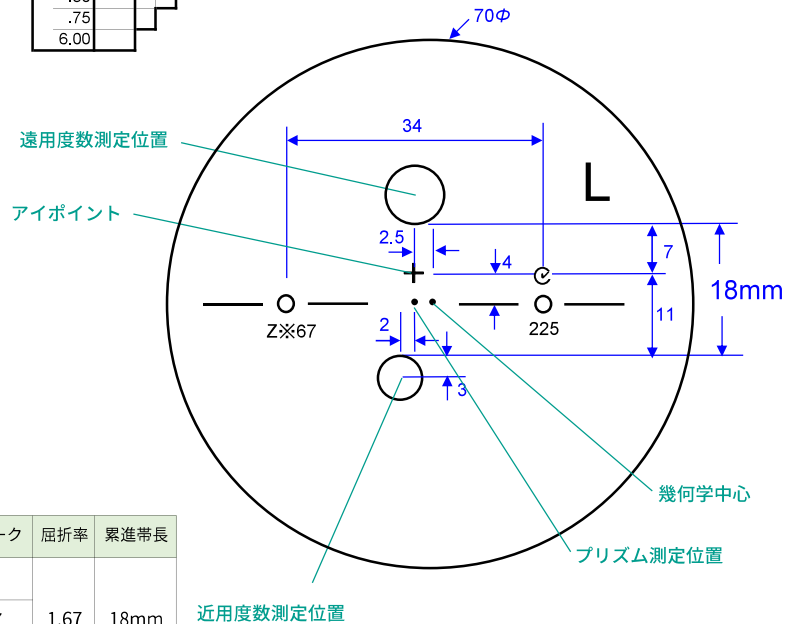 .75
6.00
70Φ
34
遠用度数測定位置
L
アイポイント
2.5
4
7
18mm
11
Z※67
225
2
3
幾何学中心
プリズム測定位置
近用度数測定位置
ーク 屈折率 累進帯長
1.67 18mm